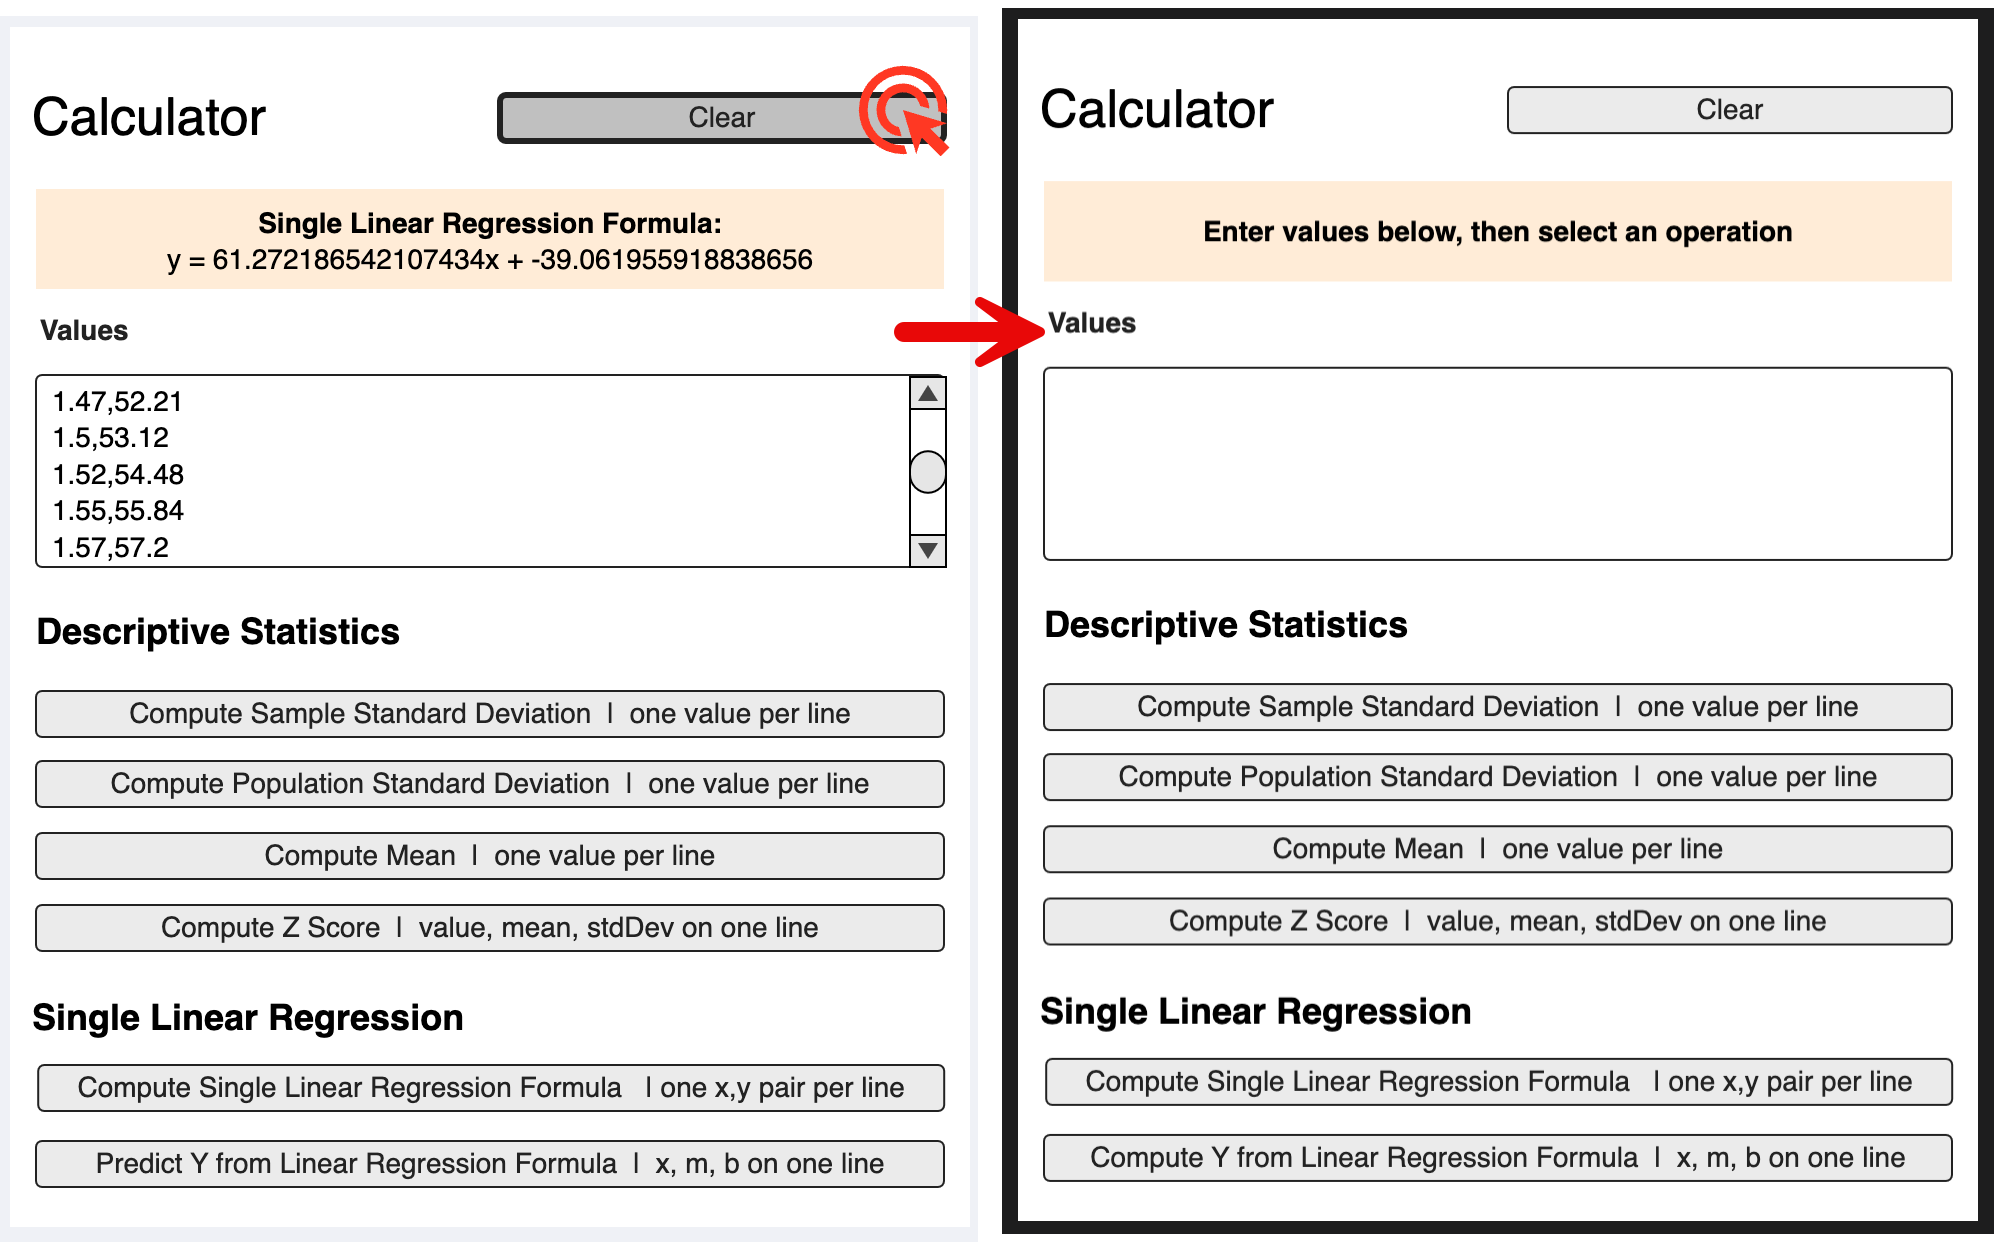 Calculator
Clear
Single Linear Regression Formula:
y = 61.272186542107434x + -39.061955918838656
Values
1.47,52.21
1.5,53.12
1.52,54.48
1.55,55.84
1.57,57.2
Descriptive Statistics
Compute Sample Standard Deviation | one value per line
Compute Population Standard Deviation | one value per line
Compute Mean | one value per line
Compute Z Score | value, mean, stdDev on one line
Single Linear Regression
Compute Single Linear Regression Formula | one x,y pair per line
Predict Y from Linear Regression Formula | x, m, b on one line
Calculator
Clear
Enter values below, then select an operation
Values
Descriptive Statistics
Compute Sample Standard Deviation | one value per line
Compute Population Standard Deviation | one value per line
Compute Mean | one value per line
Compute Z Score | value, mean, stdDev on one line
Single Linear Regression
Compute Single Linear Regression Formula | one x,y pair per line
Compute Y from Linear Regression Formula | x, m, b on one line